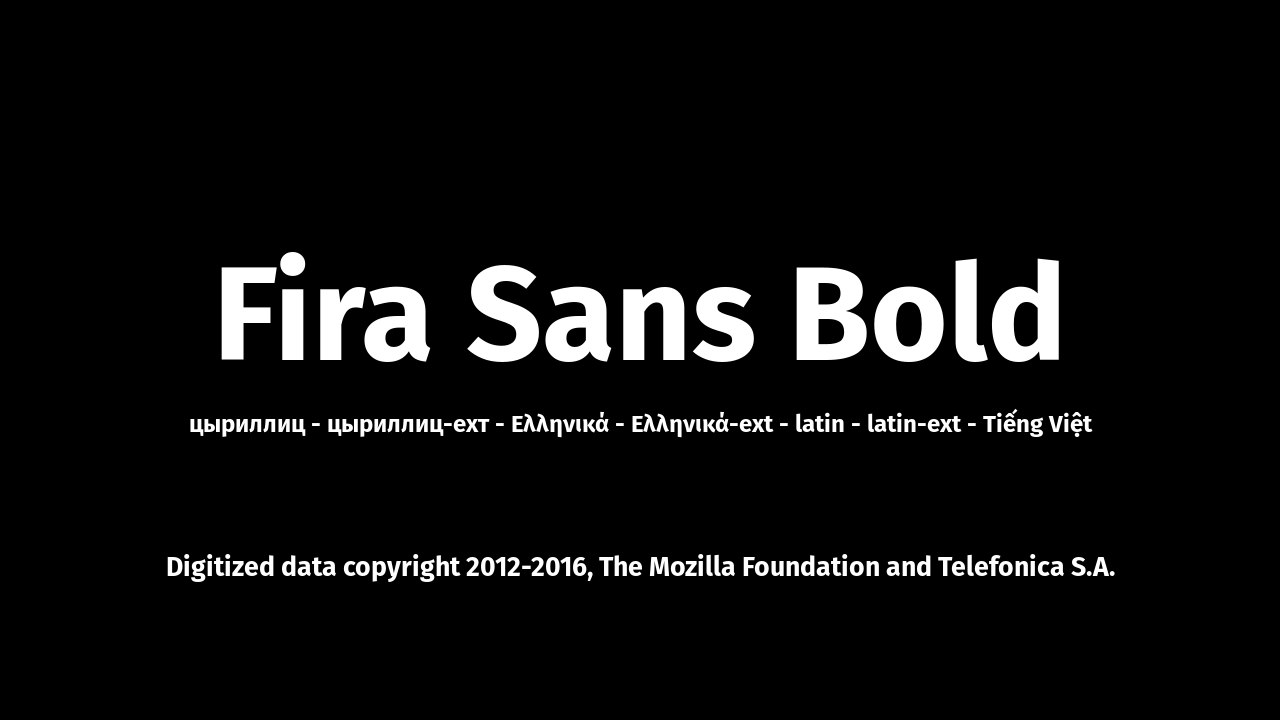 Fira Sans Bold
цыриллиц - цыриллиц-ехт - Ελληνικά - Ελληνικά-ext - latin - latin-ext - Tiếng Việt
Digitized data copyright 2012-2016, The Mozilla Foundation and Telefonica S.A.